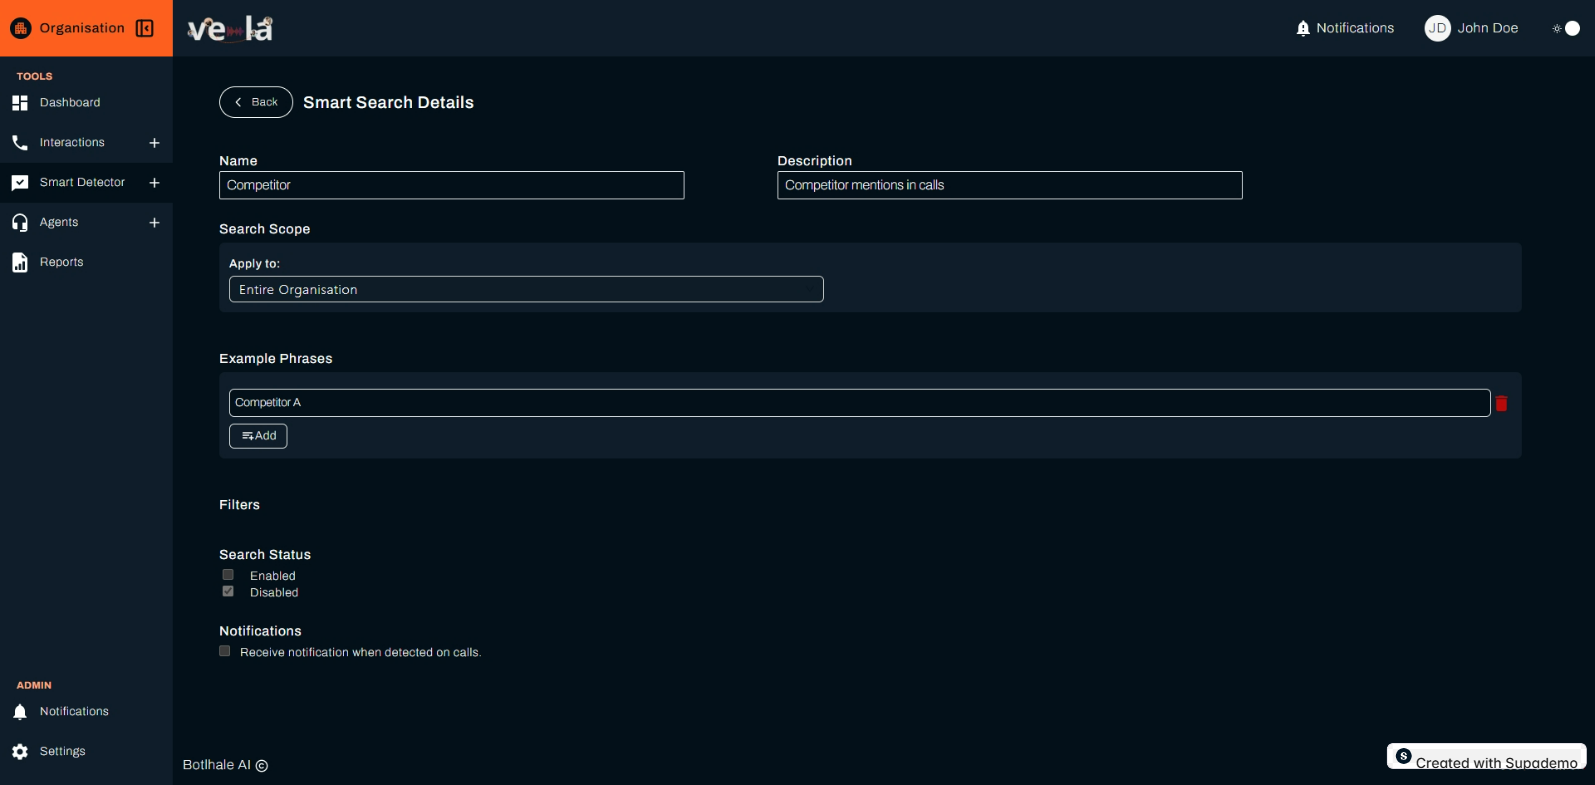 Organisation
vela
Notifications
JD
John Doe
TOOLS
Dashboard
Interactions
Smart Detector
Agents
Reports
Back
Smart Search Details
Name
Description
Competitor
Competitor mentions in calls
Search Scope
Apply to:
Entire Organisation
Example Phrases
Competitor A
Add
Filters
Search Status
Enabled
Disabled
Notifications
Receive notification when detected on calls.
ADMIN
Notifications
Settings
Botlhale AI ©
S Created with Supademo